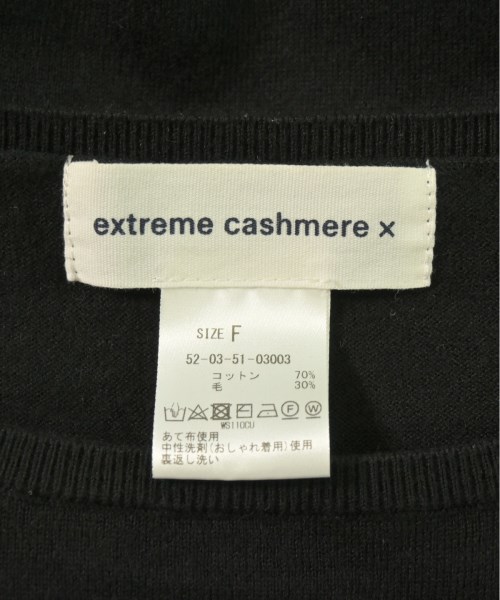 extreme cashmere x
SIZE F
52-03-51-03003
コットン 70%
毛 30%
F W
WS110CU
あて布使用
中性洗剤(おしゃれ着用)使用
裏返し洗い